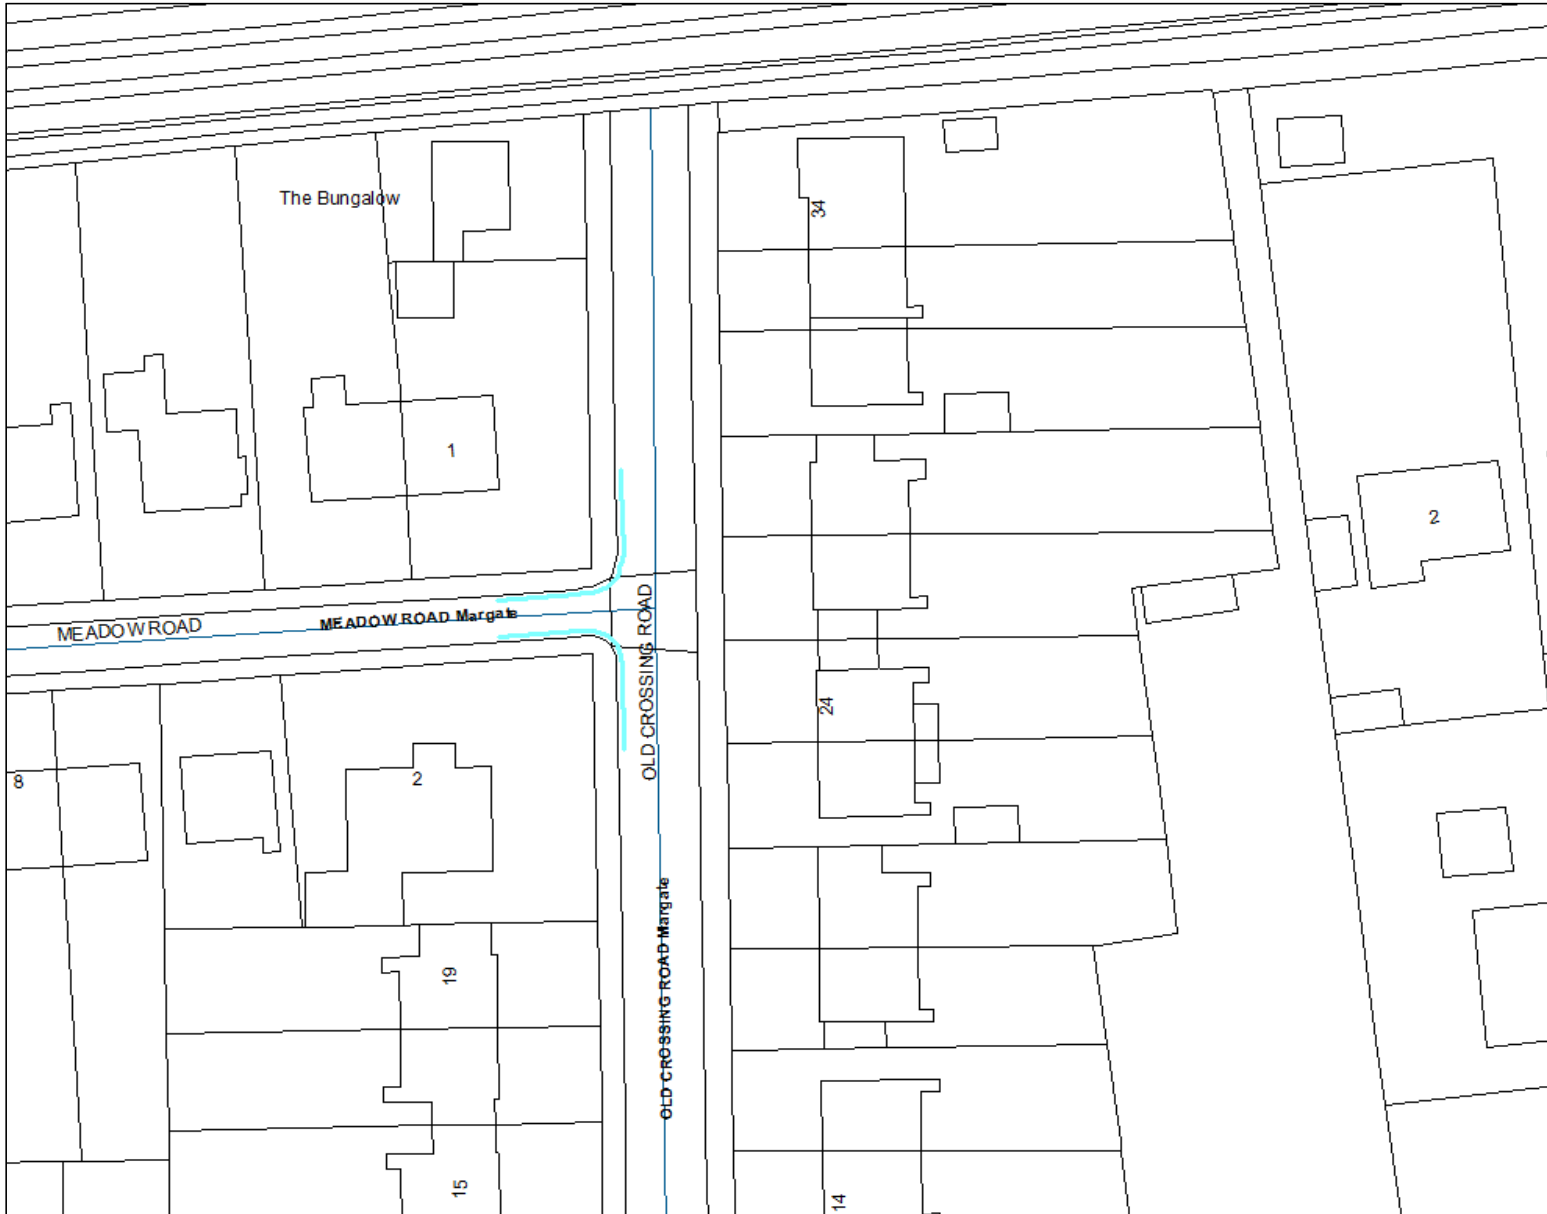 The Bungalow
34
1
2
MEADOW ROAD
MEADOW ROAD Margate
OLD CROSSING ROAD
24
8
2
19
OLD CROSSING ROAD Margate
15
14